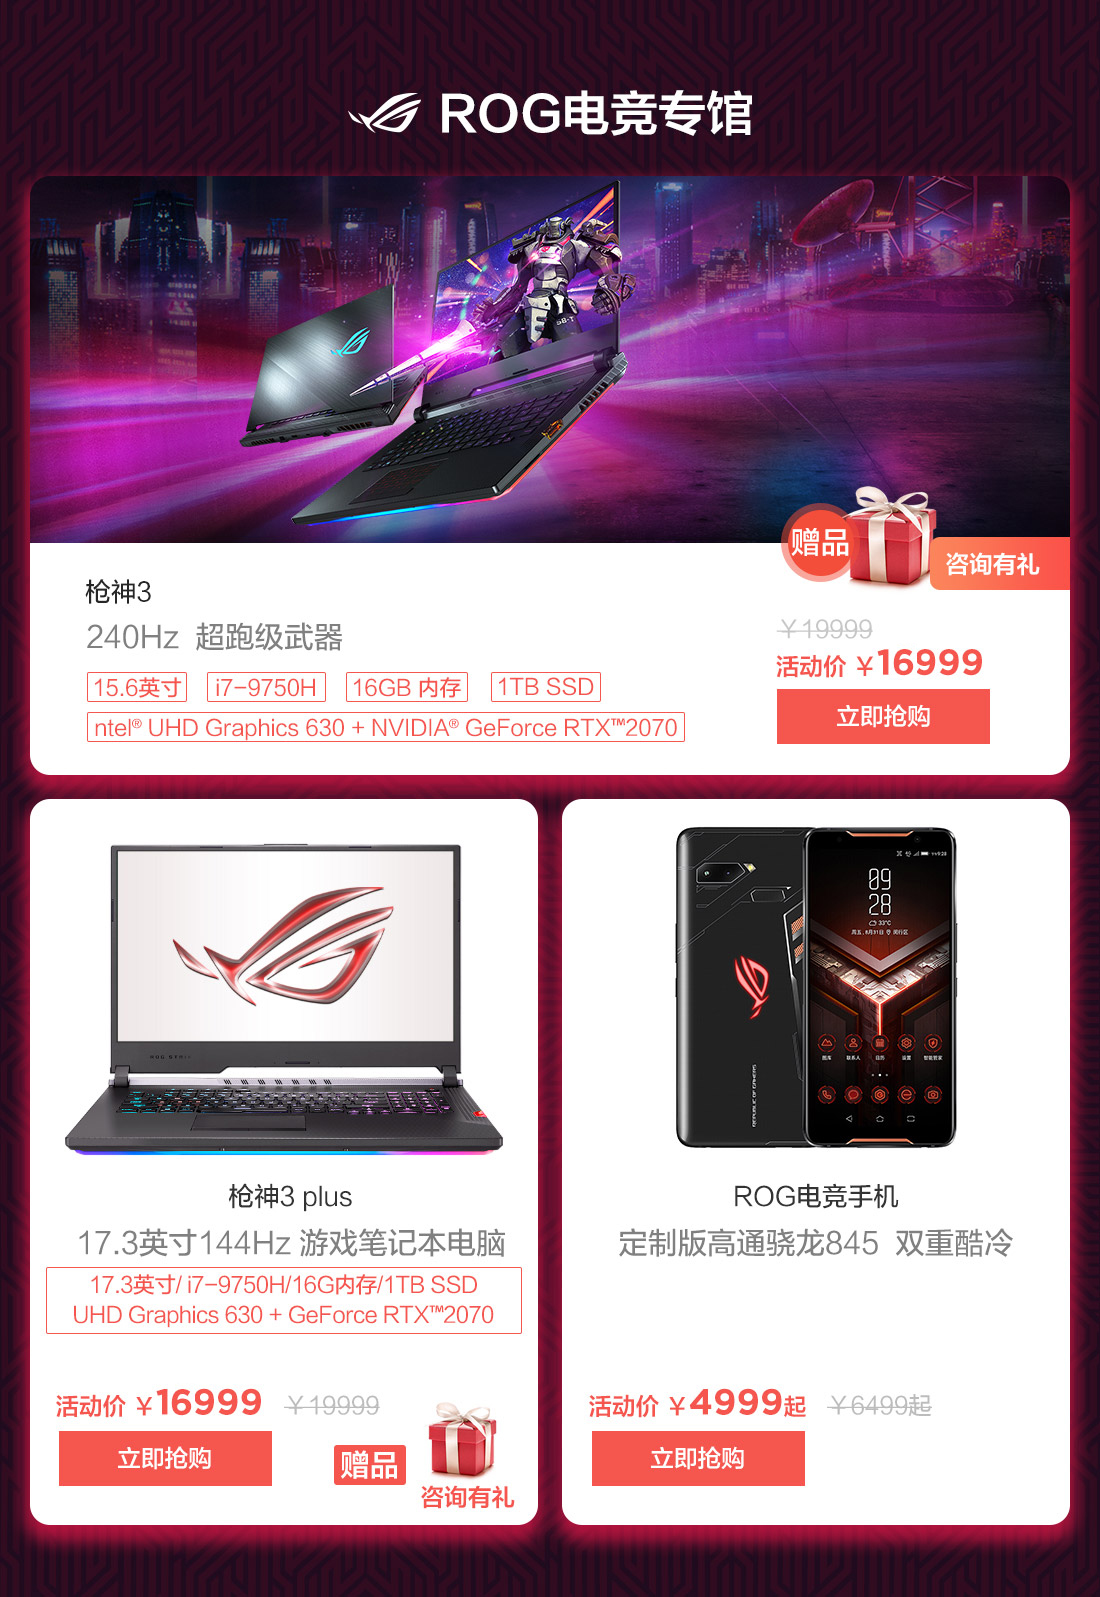 ROG电竞专馆
赠品
咨询有礼
枪神3
240Hz 超跑级武器
15.6英寸 i7-9750H 16GB 内存 1TB SSD
ntel® UHD Graphics 630 + NVIDIA® GeForce RTX™2070
￥19999
活动价 ￥16999
立即抢购
枪神3 plus
17.3英寸144Hz 游戏笔记本电脑
17.3英寸/ i7-9750H/16G内存/1TB SSD
UHD Graphics 630 + GeForce RTX™2070
活动价 ￥16999 ￥19999
立即抢购
赠品
咨询有礼
09
28
33°C
REPUBLIC OF GAMERS
ROG电竞手机
定制版高通骁龙845 双重酷冷
活动价 ￥4999起 ￥6499起
立即抢购